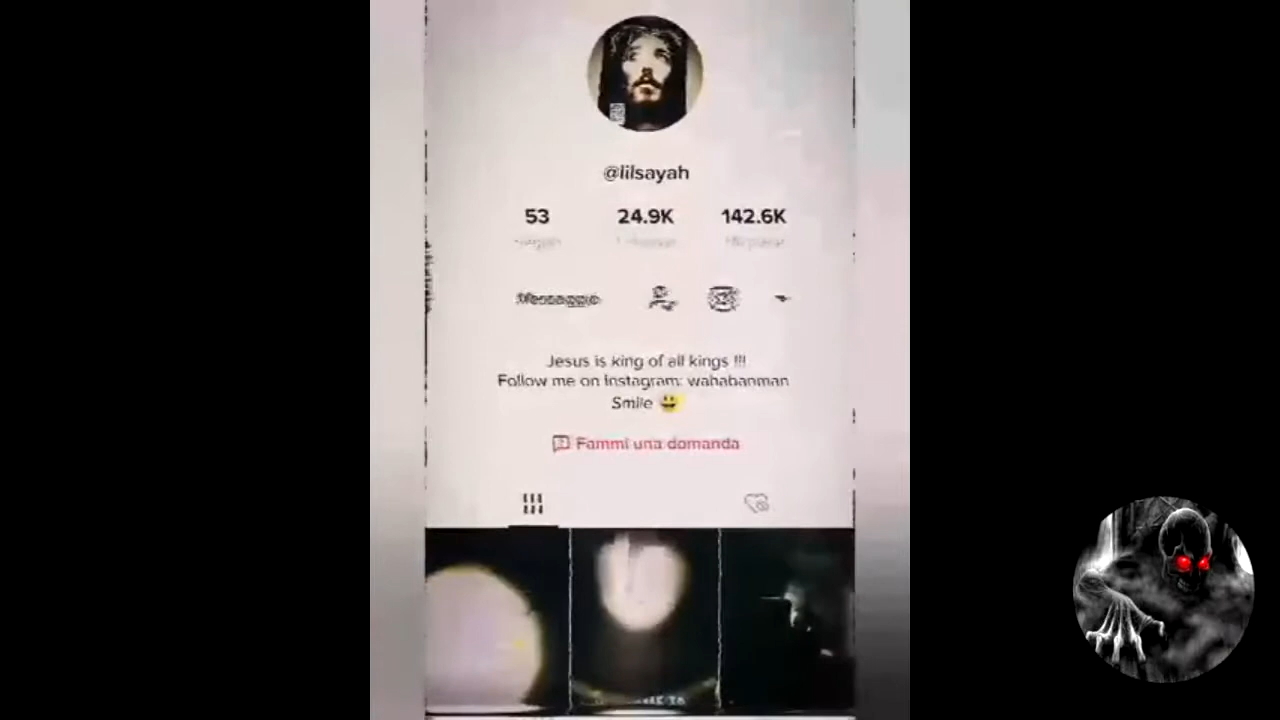 @lilsayah
53 24.9K 142.6K
Messaggio
Jesus is king of all kings !!!
Follow me on Instagram: wahabanman
Smile 😃
Fammi una domanda